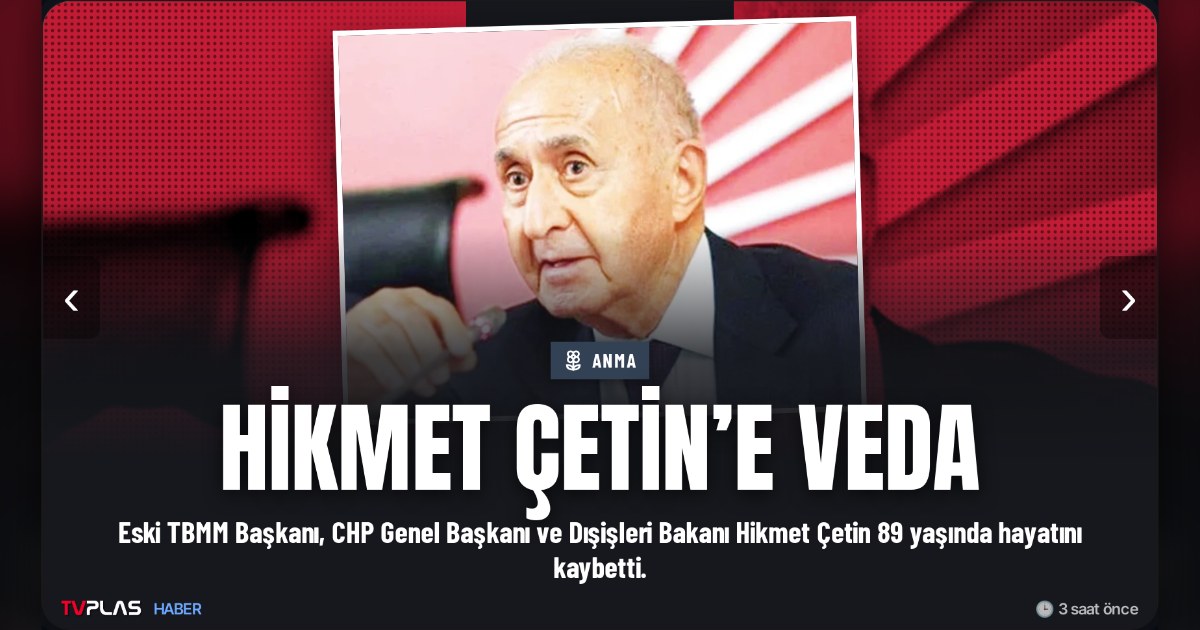 ANMA
HİKMET ÇETİN’E VEDA
Eski TBMM Başkanı, CHP Genel Başkanı ve Dışişleri Bakanı Hikmet Çetin 89 yaşında hayatını
kaybetti.
TVPLAS HABER
3 saat önce